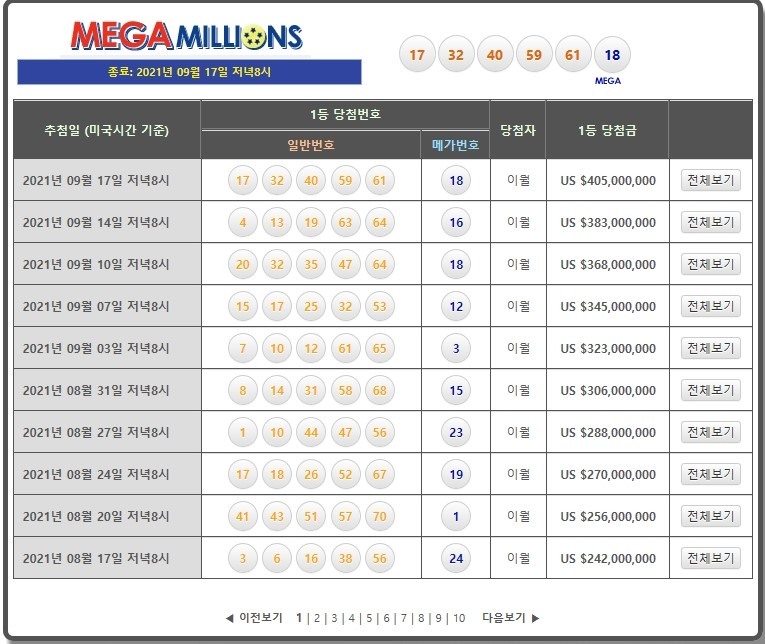 MEGA MILLIONS
종료: 2021년 09월 17일 저녁8시
17 32 40 59 61 18
MEGA
추첨일 (미국시간 기준) 1등 당첨번호 당첨자 1등 당첨금
일반번호 메가번호
2021년 09월 17일 저녁8시 17 32 40 59 61 18 이월 US $405,000,000 전체보기
2021년 09월 14일 저녁8시 4 13 19 63 64 16 이월 US $383,000,000 전체보기
2021년 09월 10일 저녁8시 20 32 35 47 64 18 이월 US $368,000,000 전체보기
2021년 09월 07일 저녁8시 15 17 25 32 53 12 이월 US $345,000,000 전체보기
2021년 09월 03일 저녁8시 7 10 12 61 65 3 이월 US $323,000,000 전체보기
2021년 08월 31일 저녁8시 8 14 31 58 68 15 이월 US $306,000,000 전체보기
2021년 08월 27일 저녁8시 1 10 44 47 56 23 이월 US $288,000,000 전체보기
2021년 08월 24일 저녁8시 17 18 26 52 67 19 이월 US $270,000,000 전체보기
2021년 08월 20일 저녁8시 41 43 51 57 70 1 이월 US $256,000,000 전체보기
2021년 08월 17일 저녁8시 3 6 16 38 56 24 이월 US $242,000,000 전체보기
◀ 이전보기 1 | 2 | 3 | 4 | 5 | 6 | 7 | 8 | 9 | 10 다음보기 ▶